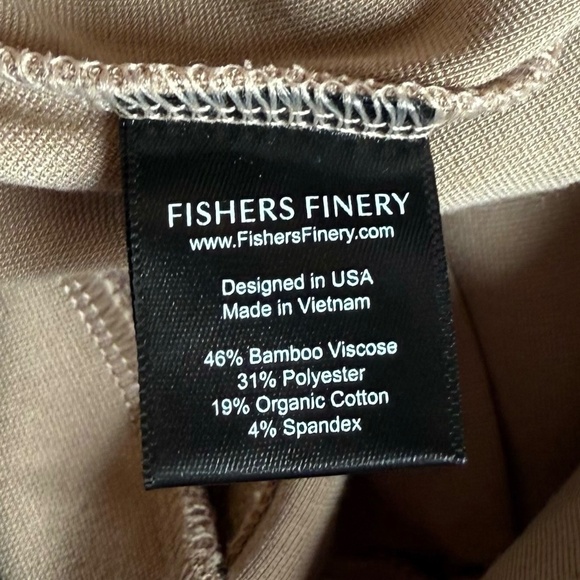 FISHERS FINERY
www.FishersFinery.com
Designed in USA
Made in Vietnam
46% Bamboo Viscose
31% Polyester
19% Organic Cotton
4% Spandex